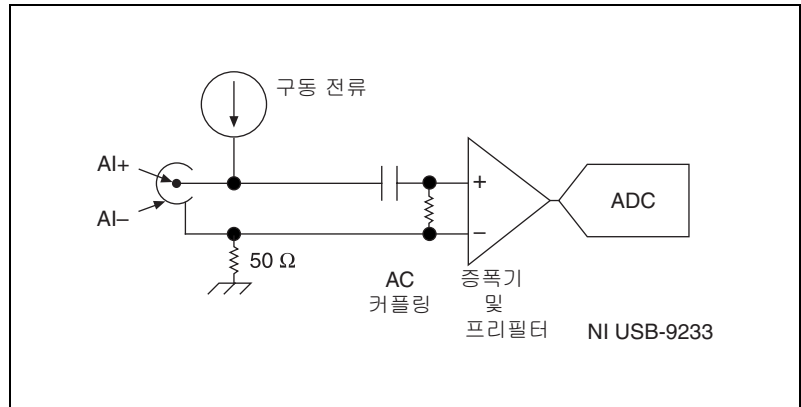 구동 전류
AI+
AI–
+
–
ADC
50 Ω
AC
커플링
증폭기
및
프리필터
NI USB-9233